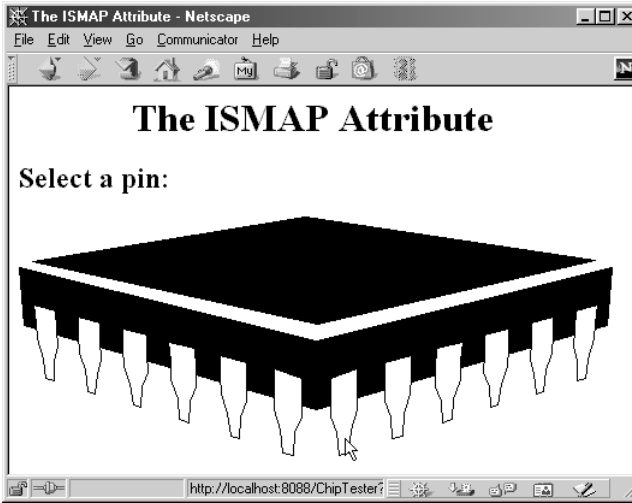 The ISMAP Attribute - Netscape
File Edit View Go Communicator Help
My
N
The ISMAP Attribute
Select a pin:
http://localhost:8088/ChipTester?